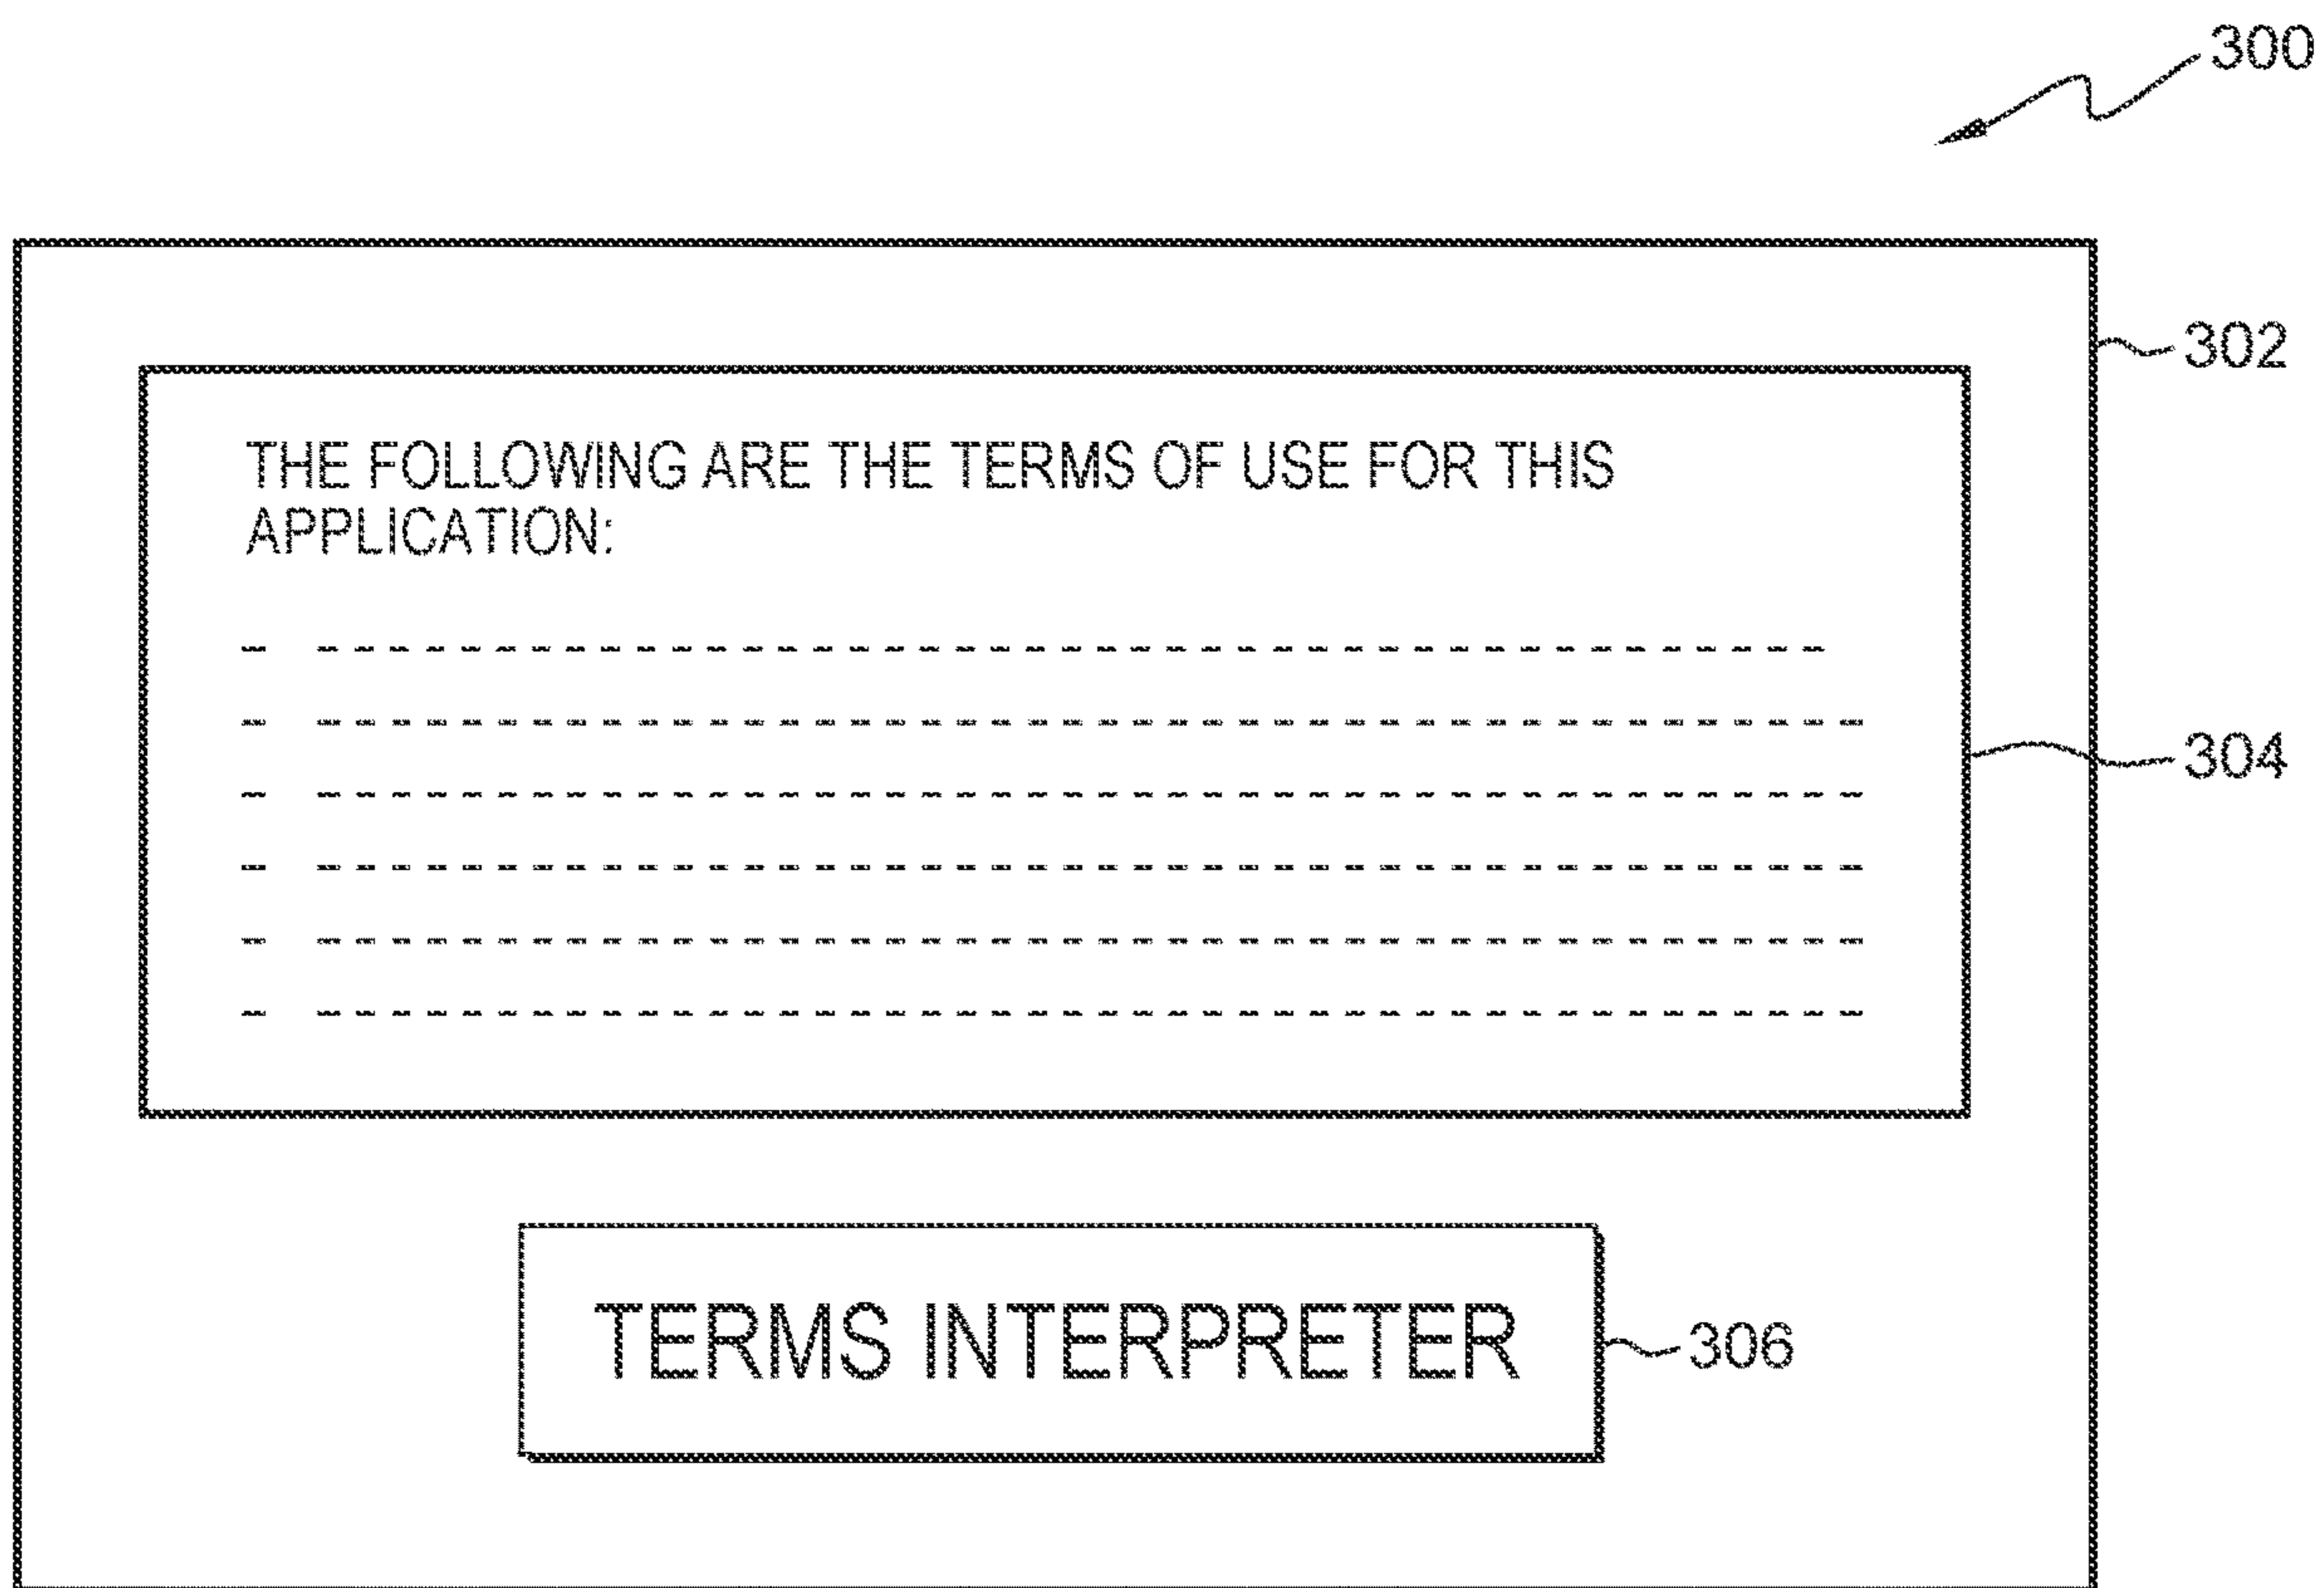 300
302
THE FOLLOWING ARE THE TERMS OF USE FOR THIS
APPLICATION:
304
TERMS INTERPRETER
306